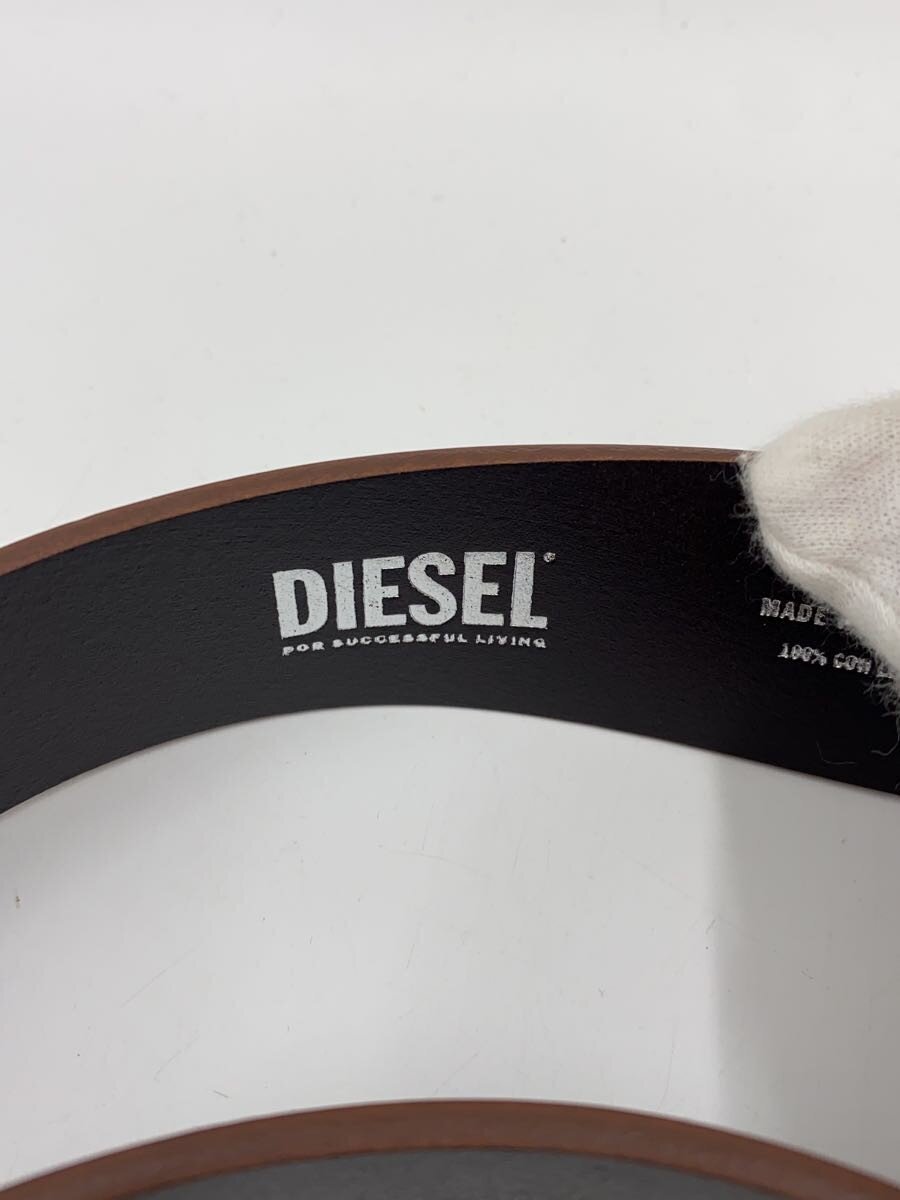 DIESEL
FOR SUCCESSFUL LIVING
MADE
100% COW